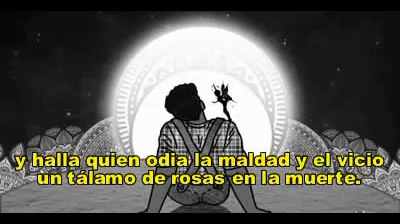 y halla quien odia la maldad y el vicio
un tálamo de rosas en la muerte.